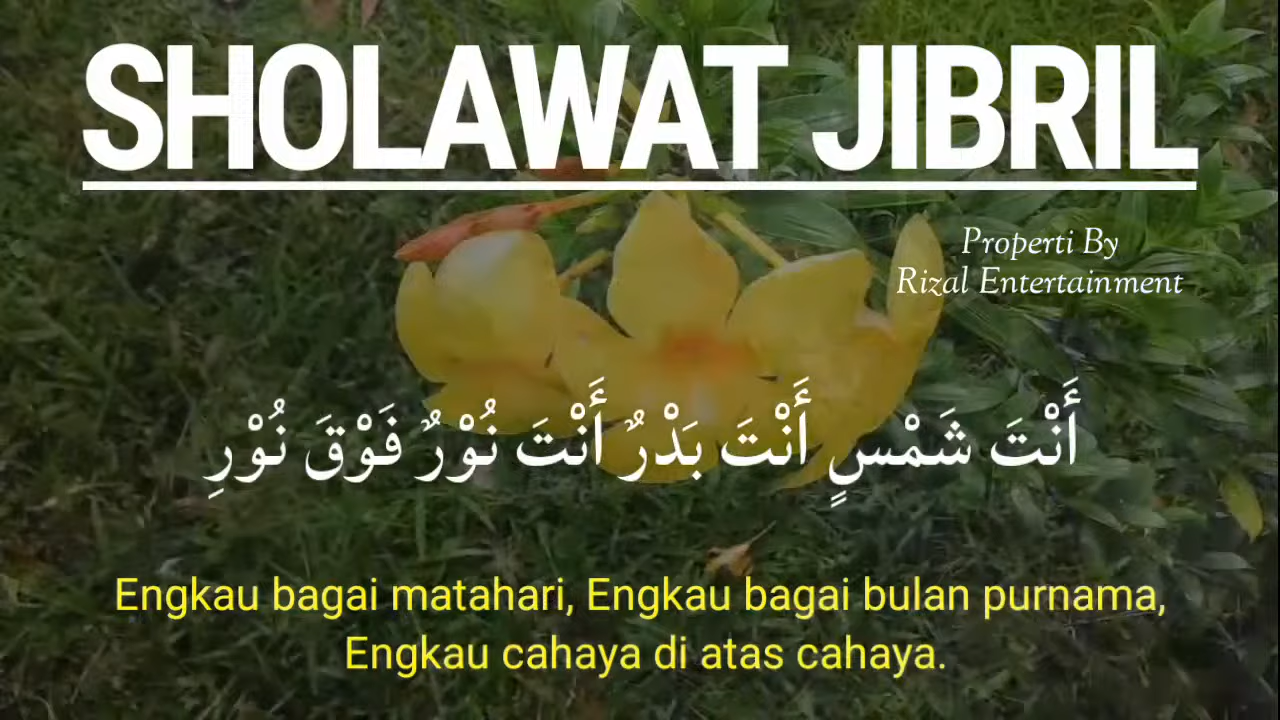 SHOLAWAT JIBRIL
Properti By
Rizal Entertainment
أَنْتَ شَمْسٍ أَنْتَ بَدْرٌ أَنْتَ نُوْرٌ فَوْقَ نُوْرِ
Engkau bagai matahari, Engkau bagai bulan purnama,
Engkau cahaya di atas cahaya.